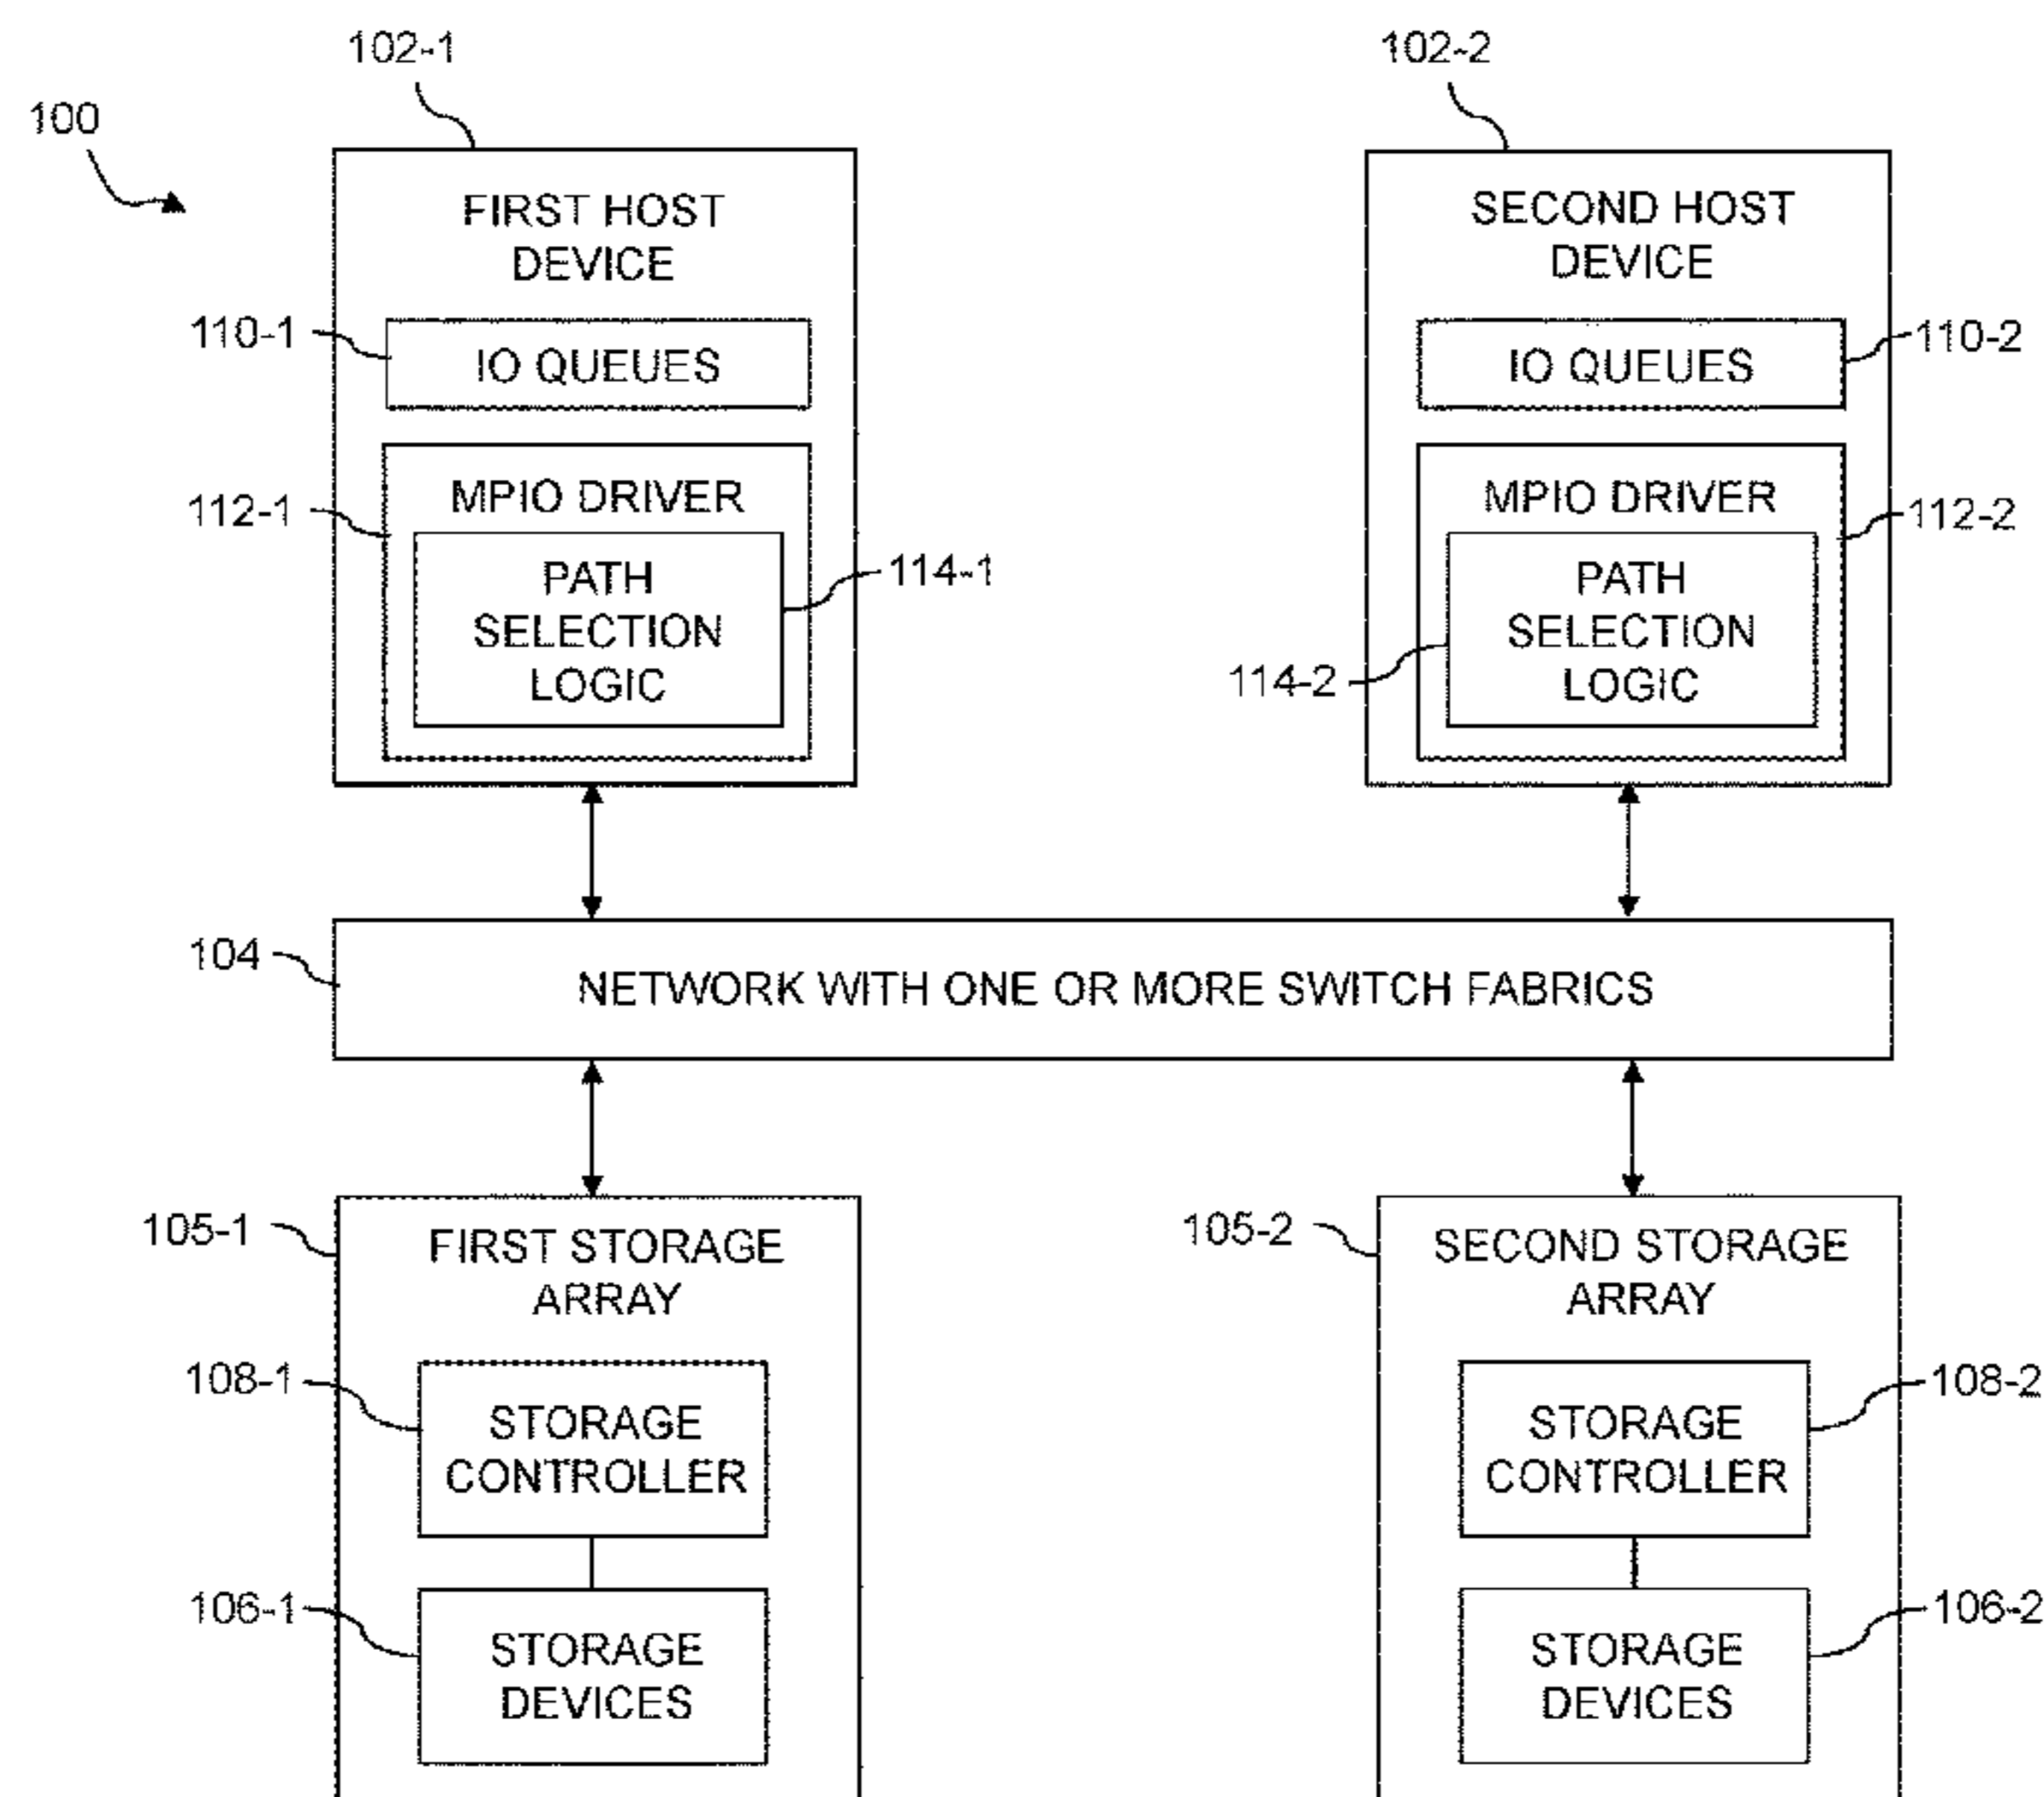 102-1
102-2
100
FIRST HOST
DEVICE
SECOND HOST
DEVICE
110-1
IO QUEUES
IO QUEUES
110-2
112-1
MPIO DRIVER
MPIO DRIVER
112-2
PATH
SELECTION
LOGIC
114-1
PATH
SELECTION
LOGIC
114-2
104
NETWORK WITH ONE OR MORE SWITCH FABRICS
105-1
FIRST STORAGE
ARRAY
105-2
SECOND STORAGE
ARRAY
108-1
STORAGE
CONTROLLER
STORAGE
CONTROLLER
108-2
106-1
STORAGE
DEVICES
STORAGE
DEVICES
106-2